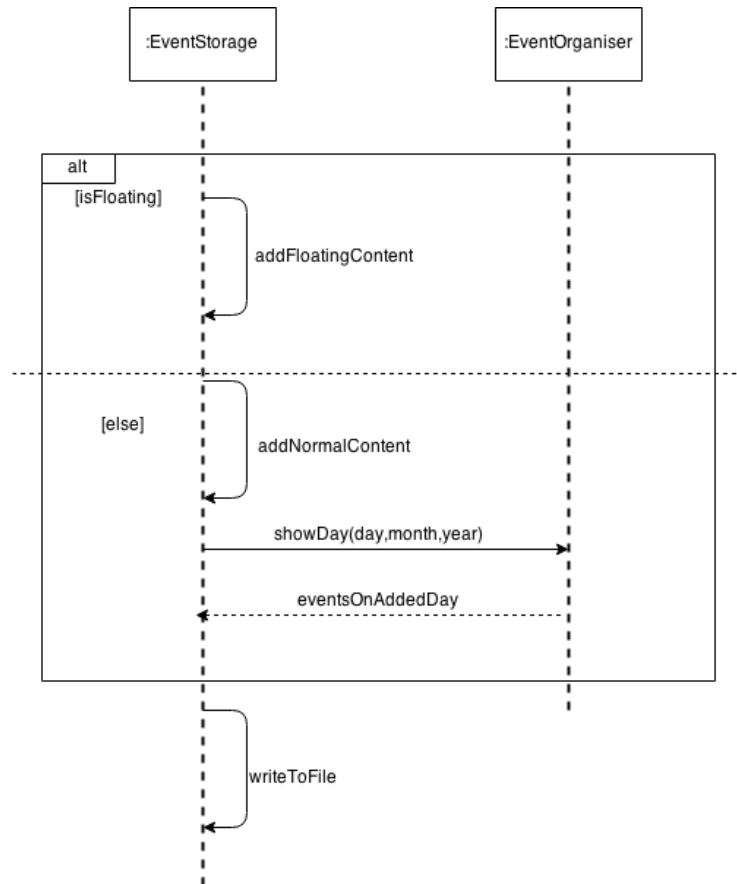 :EventStorage
:EventOrganiser
alt
[isFloating]
addFloatingContent
[else]
addNormalContent
showDay(day,month,year)
eventsOnAddedDay
writeToFile